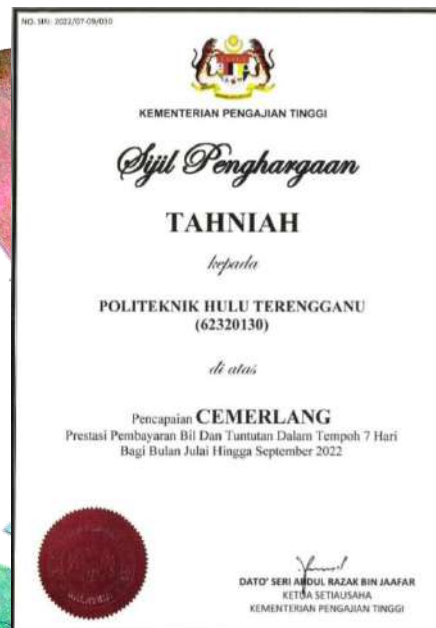 NO. SIRI: 2022/07-09/030
KEMENTERIAN PENGAJIAN TINGGI
Sijil Penghargaan
TAHNIAH
kepada
POLITEKNIK HULU TERENGGANU
(62320130)
di atas
Pencapaian CEMERLANG
Prestasi Pembayaran Bil Dan Tuntutan Dalam Tempoh 7 Hari
Bagi Bulan Julai Hingga September 2022
DATO' SERI ABDUL RAZAK BIN JAAFAR
KETUA SETIAUSAHA
KEMENTERIAN PENGAJIAN TINGGI
MALAYSIA